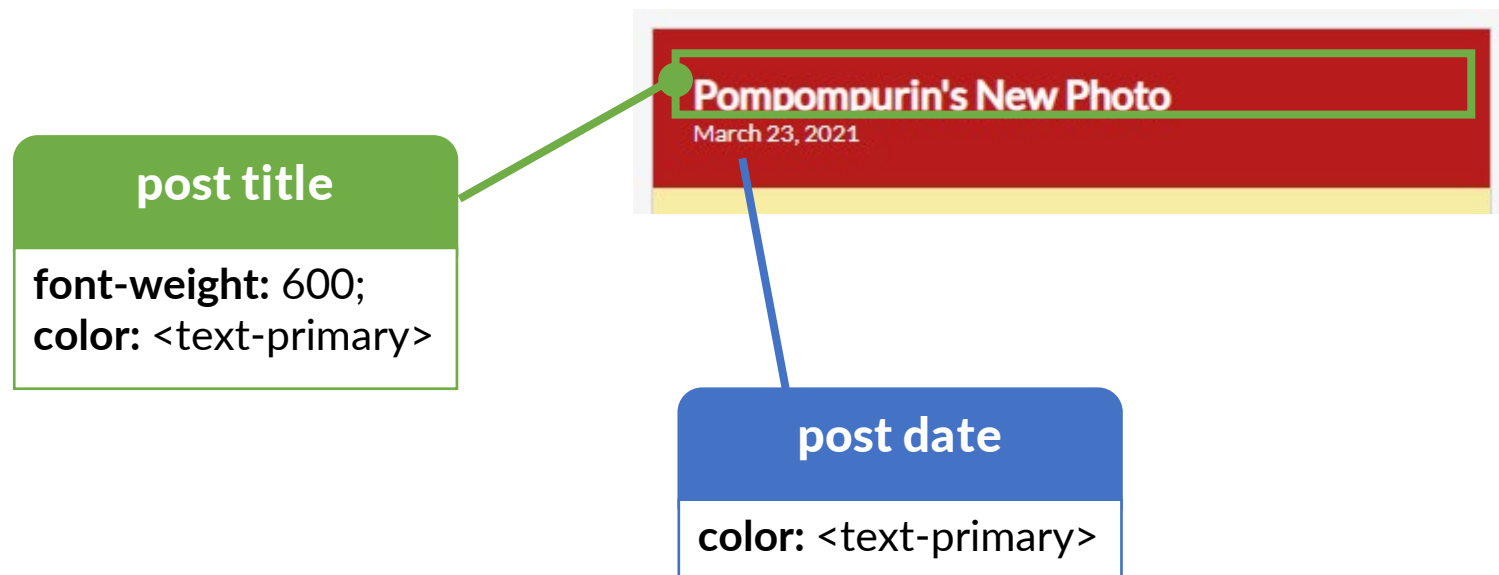 Pompompurin's New Photo
March 23, 2021
post title
font-weight: 600;
color: <text-primary>
post date
color: <text-primary>